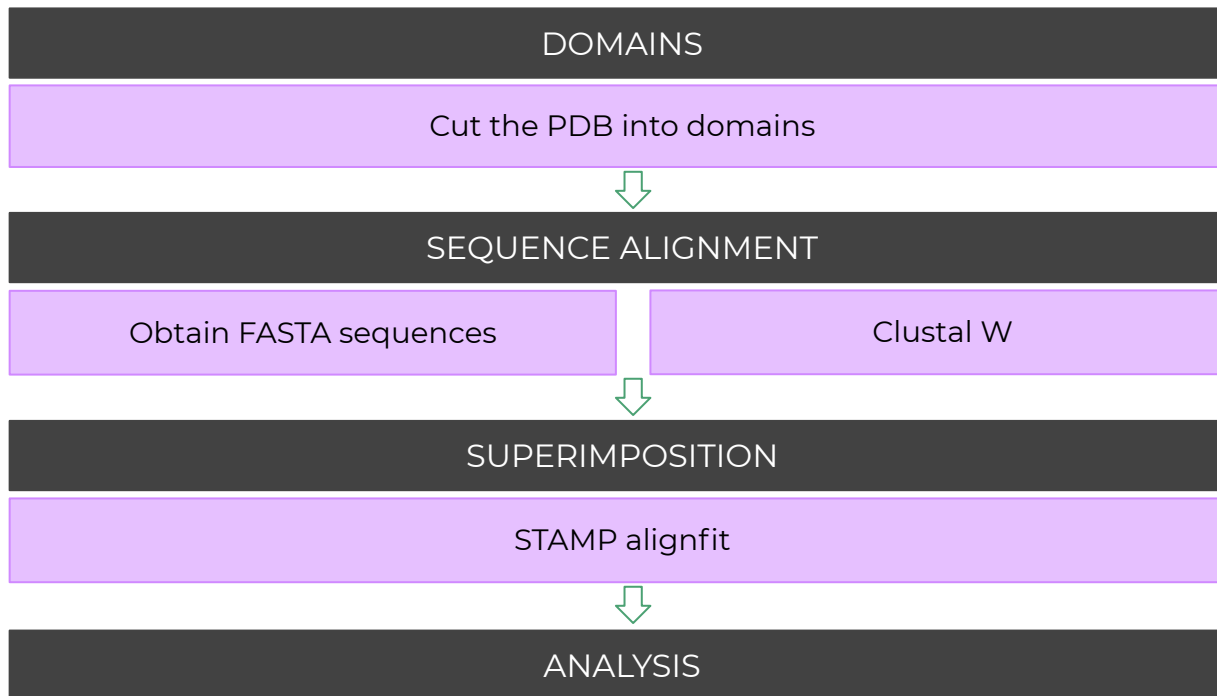 DOMAINS
Cut the PDB into domains
SEQUENCE ALIGNMENT
Obtain FASTA sequences
Clustal W
SUPERIMPOSITION
STAMP alignfit
ANALYSIS